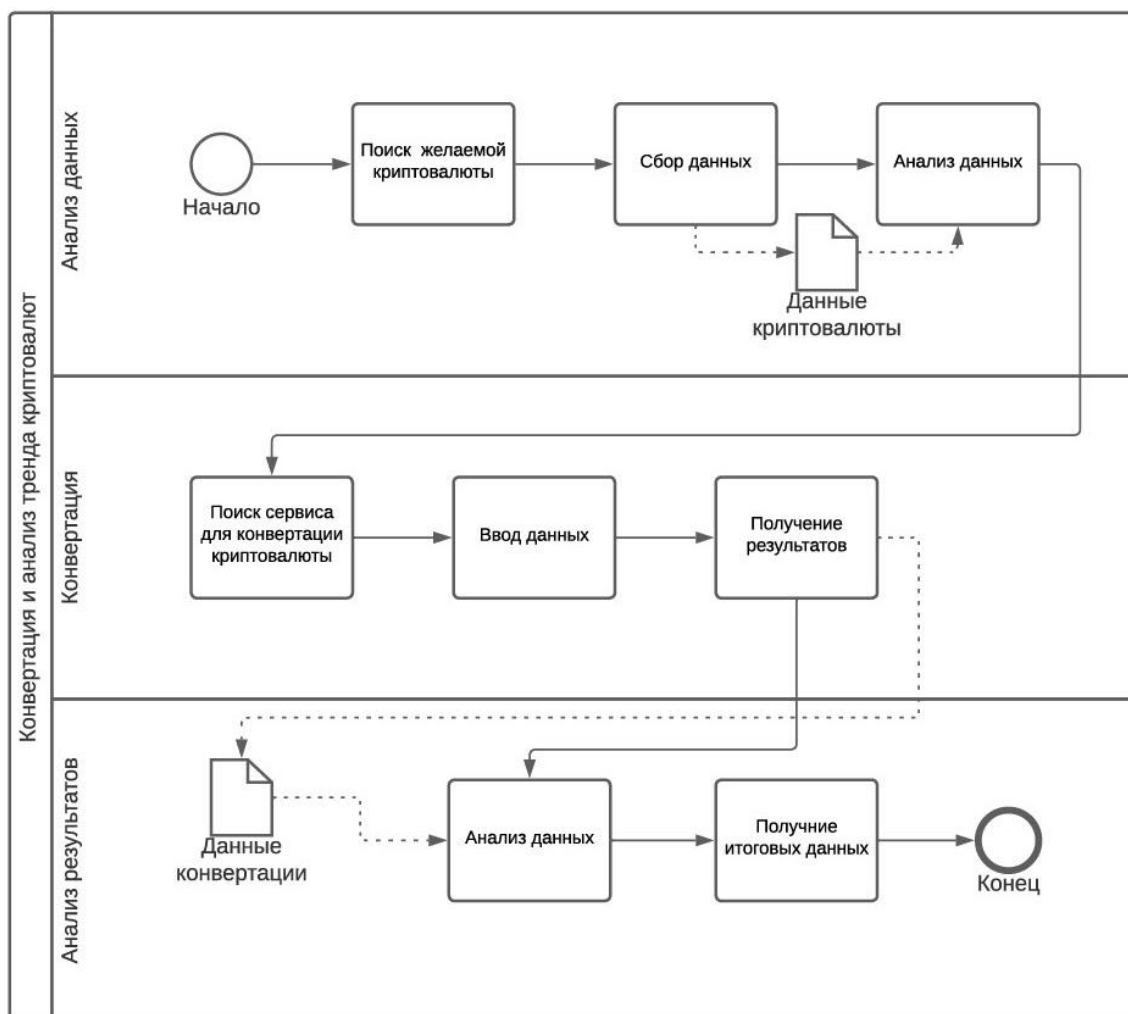 Конвертация и анализ тренда криптовалют
Анализ данных
Начало
Поиск желаемой
криптовалюты
Сбор данных
Анализ данных
Данные
криптовалюты
Конвертация
Поиск сервиса
для конвертации
криптовалюты
Ввод данных
Получение
результатов
Анализ результатов
Данные
конвертации
Анализ данных
Получние
итоговых данных
Конец